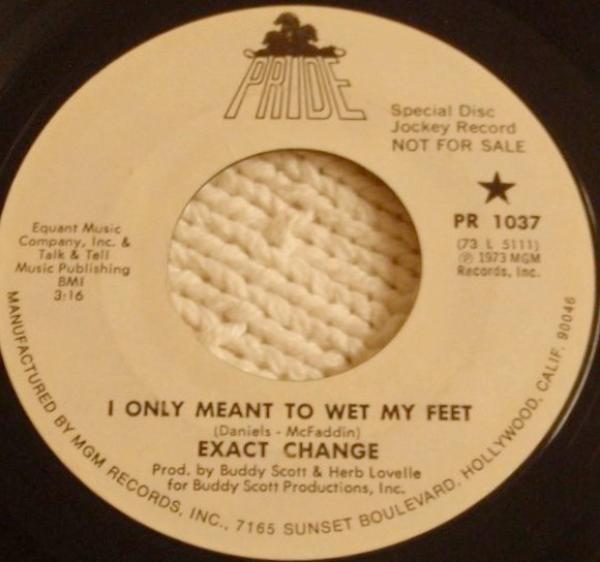 PRIDE
Special Disc
Jockey Record
NOT FOR SALE
PR 1037
(73 L 5111)
℗ 1973 MGM
Records, Inc.
Equant Music
Company, Inc. &
Talk & Tell
Music Publishing
BMI
3:16
I ONLY MEANT TO WET MY FEET
(Daniels - McFaddin)
EXACT CHANGE
Prod. by Buddy Scott & Herb Lovelle
for Buddy Scott Productions, Inc.
MANUFACTURED BY MGM RECORDS, INC., 7165 SUNSET BOULEVARD, HOLLYWOOD, CALIF. 90046